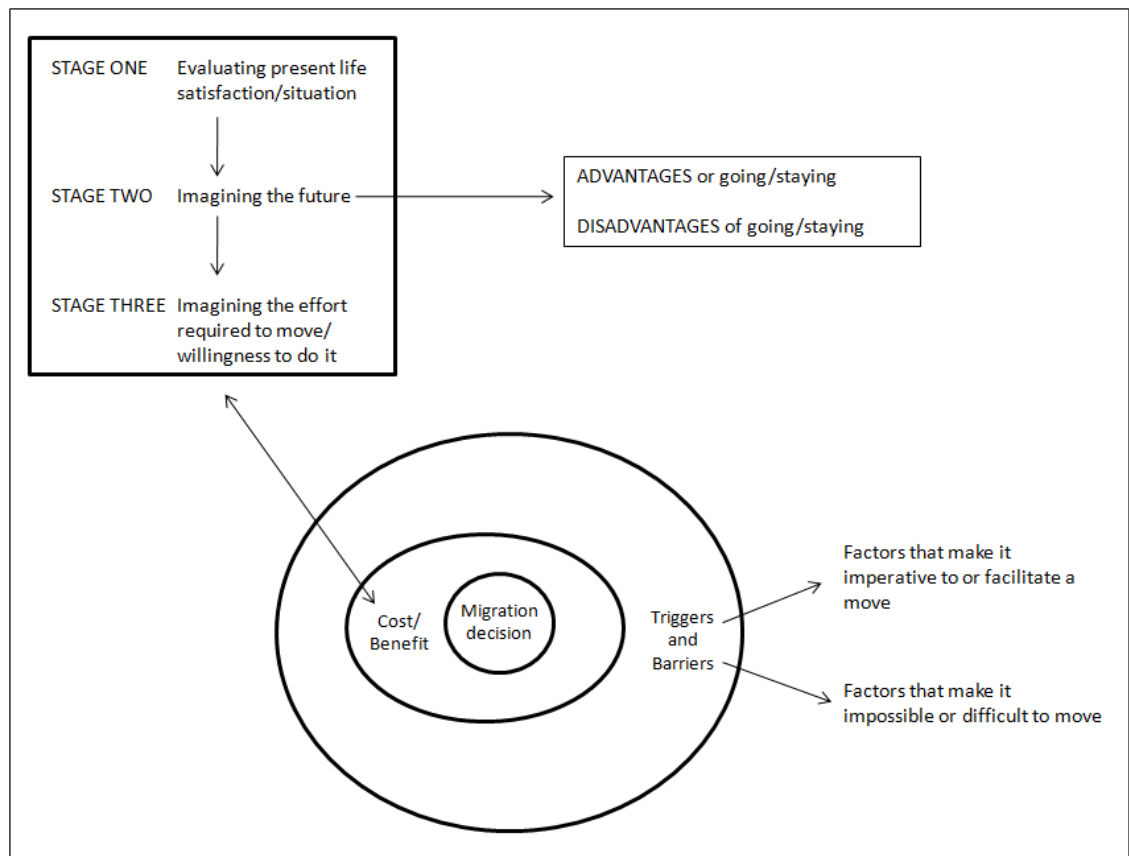 STAGE ONE Evaluating present life
satisfaction/situation
STAGE TWO Imagining the future
ADVANTAGES or going/staying
DISADVANTAGES of going/staying
STAGE THREE Imagining the effort
required to move/
willingness to do it
Cost/
Benefit
Migration
decision
Triggers
and
Barriers
Factors that make it
imperative to or facilitate a
move
Factors that make it
impossible or difficult to move